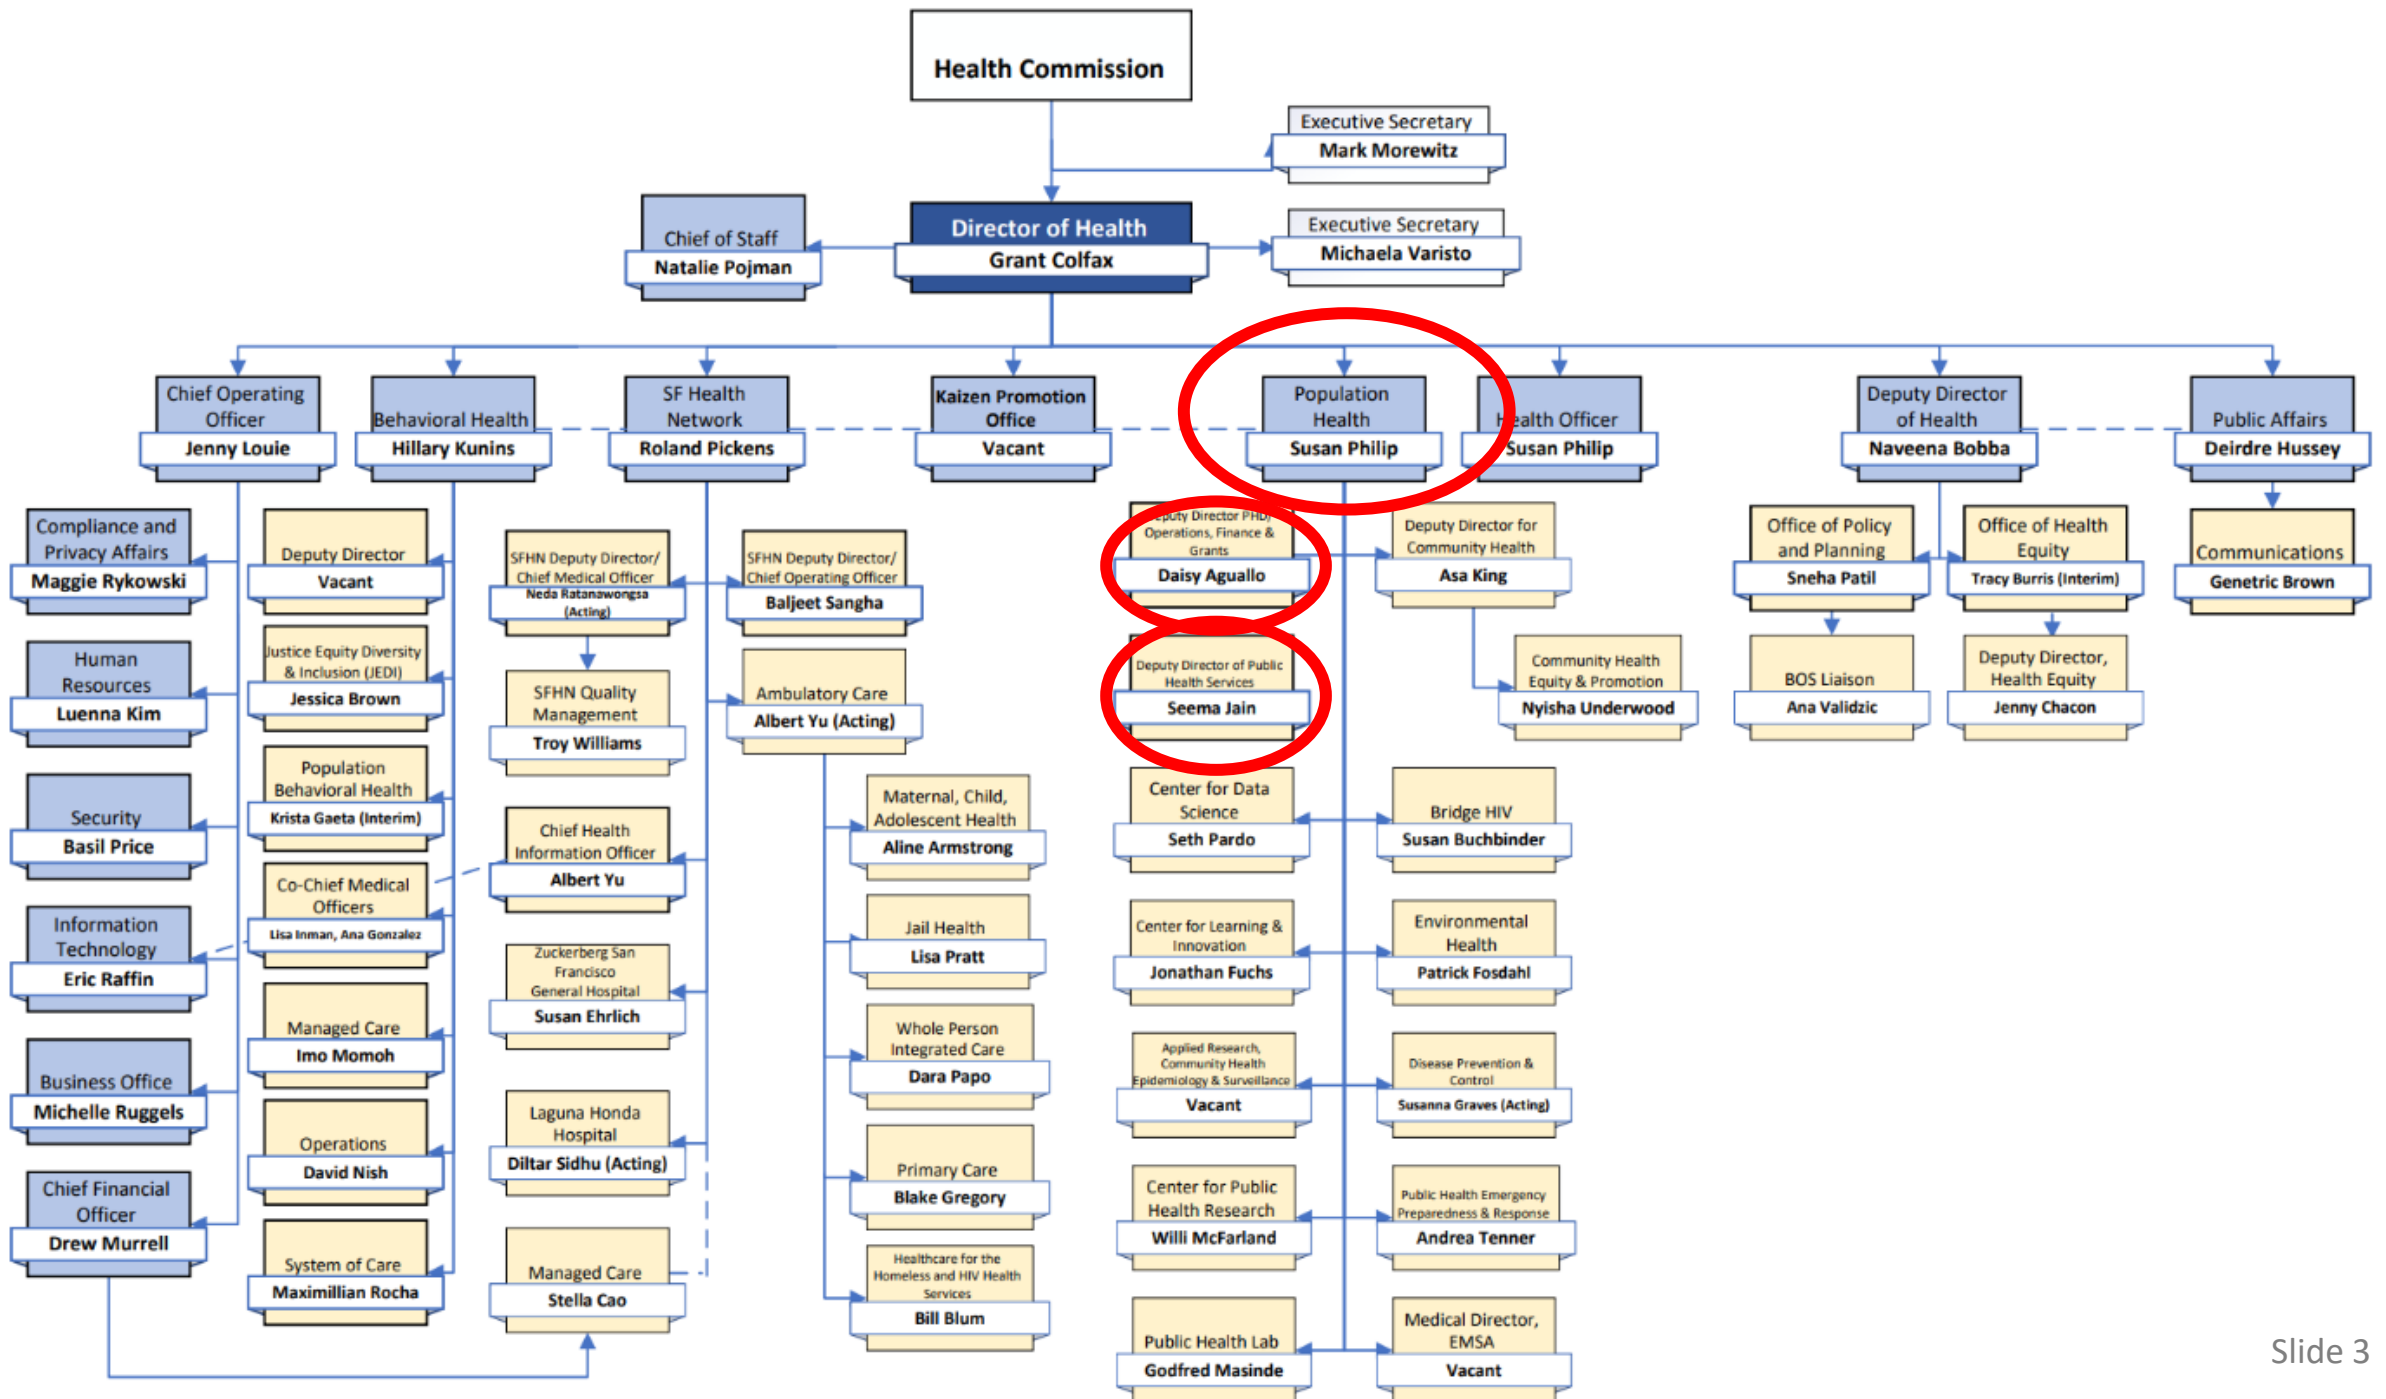 Health Commission
Executive Secretary
Mark Morewitz
Chief of Staff
Natalie Pojman
Director of Health
Grant Colfax
Executive Secretary
Michaela Varisto
Chief Operating
Officer
Jenny Louie
Behavioral Health
Hillary Kunins
SF Health
Network
Roland Pickens
Kaizen Promotion
Office
Vacant
Population
Health
Susan Philip
Health Officer
Susan Philip
Deputy Director
of Health
Naveena Bobba
Public Affairs
Deirdre Hussey
Compliance and
Privacy Affairs
Maggie Rykowski
Human
Resources
Luenna Kim
Security
Basil Price
Information
Technology
Eric Raffin
Business Office
Michelle Ruggels
Chief Financial
Officer
Drew Murrell
Deputy Director
Vacant
Justice Equity Diversity
& Inclusion (JEDI)
Jessica Brown
Population
Behavioral Health
Krista Gaeta (Interim)
Co-Chief Medical
Officers
Lisa Inman, Ana Gonzalez
Managed Care
Imo Momoh
Operations
David Nish
System of Care
Maximillian Rocha
SFHN Deputy Director/
Chief Medical Officer
Neda Ratanawongsa
(Acting)
SFHN Quality
Management
Troy Williams
Chief Health
Information Officer
Albert Yu
Zuckerberg San
Francisco
General Hospital
Susan Ehrlich
Laguna Honda
Hospital
Diltar Sidhu (Acting)
Managed Care
Stella Cao
SFHN Deputy Director/
Chief Operating Officer
Baljeet Sangha
Ambulatory Care
Albert Yu (Acting)
Maternal, Child,
Adolescent Health
Aline Armstrong
Jail Health
Lisa Pratt
Whole Person
Integrated Care
Dara Papo
Primary Care
Blake Gregory
Healthcare for the
Homeless and HIV Health
Services
Bill Blum
Deputy Director PHD,
Operations, Finance &
Grants
Daisy Aguallo
Deputy Director of Public
Health Services
Seema Jain
Center for Data
Science
Seth Pardo
Center for Learning &
Innovation
Jonathan Fuchs
Applied Research,
Community Health
Epidemiology & Surveillance
Vacant
Center for Public
Health Research
Willi McFarland
Public Health Lab
Godfred Masinde
Deputy Director for
Community Health
Asa King
Community Health
Equity & Promotion
Nyisha Underwood
Bridge HIV
Susan Buchbinder
Environmental
Health
Patrick Fosdahl
Disease Prevention &
Control
Susanna Graves (Acting)
Public Health Emergency
Preparedness & Response
Andrea Tenner
Medical Director,
EMSA
Vacant
Office of Policy
and Planning
Sneha Patil
BOS Liaison
Ana Validzic
Office of Health
Equity
Tracy Burris (Interim)
Deputy Director,
Health Equity
Jenny Chacon
Communications
Genetric Brown
Slide 3